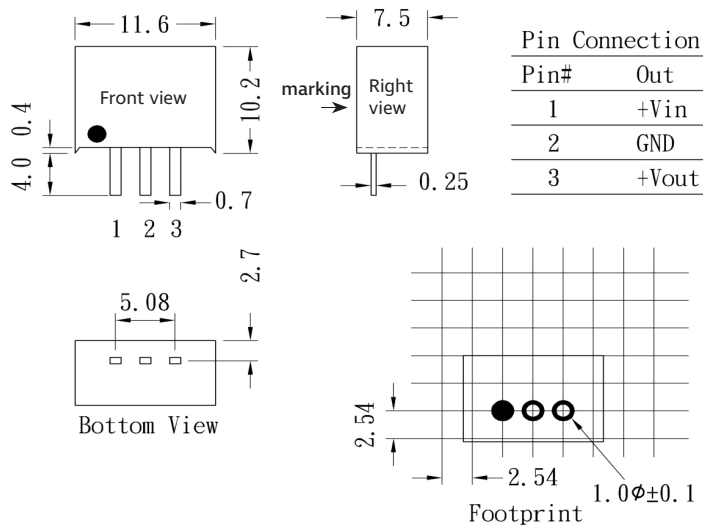 11.6
7.5
Front view
10.2
0.4
4.0
0.7
1 2 3
marking
Right
view
0.25
Pin Connection
Pin# Out
1 +Vin
2 GND
3 +Vout
2.7
5.08
Bottom View
2.54
2.54
1.0ϕ±0.1
Footprint